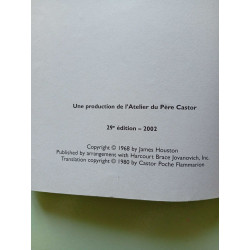 Une production de l'Atelier du Père Castor
29e édition – 2002
Copyright © 1968 by James Houston
Published by arrangement with Harcourt Brace Jovanovich, Inc.
Translation copyright © 1980 by Castor Poche Flammarion